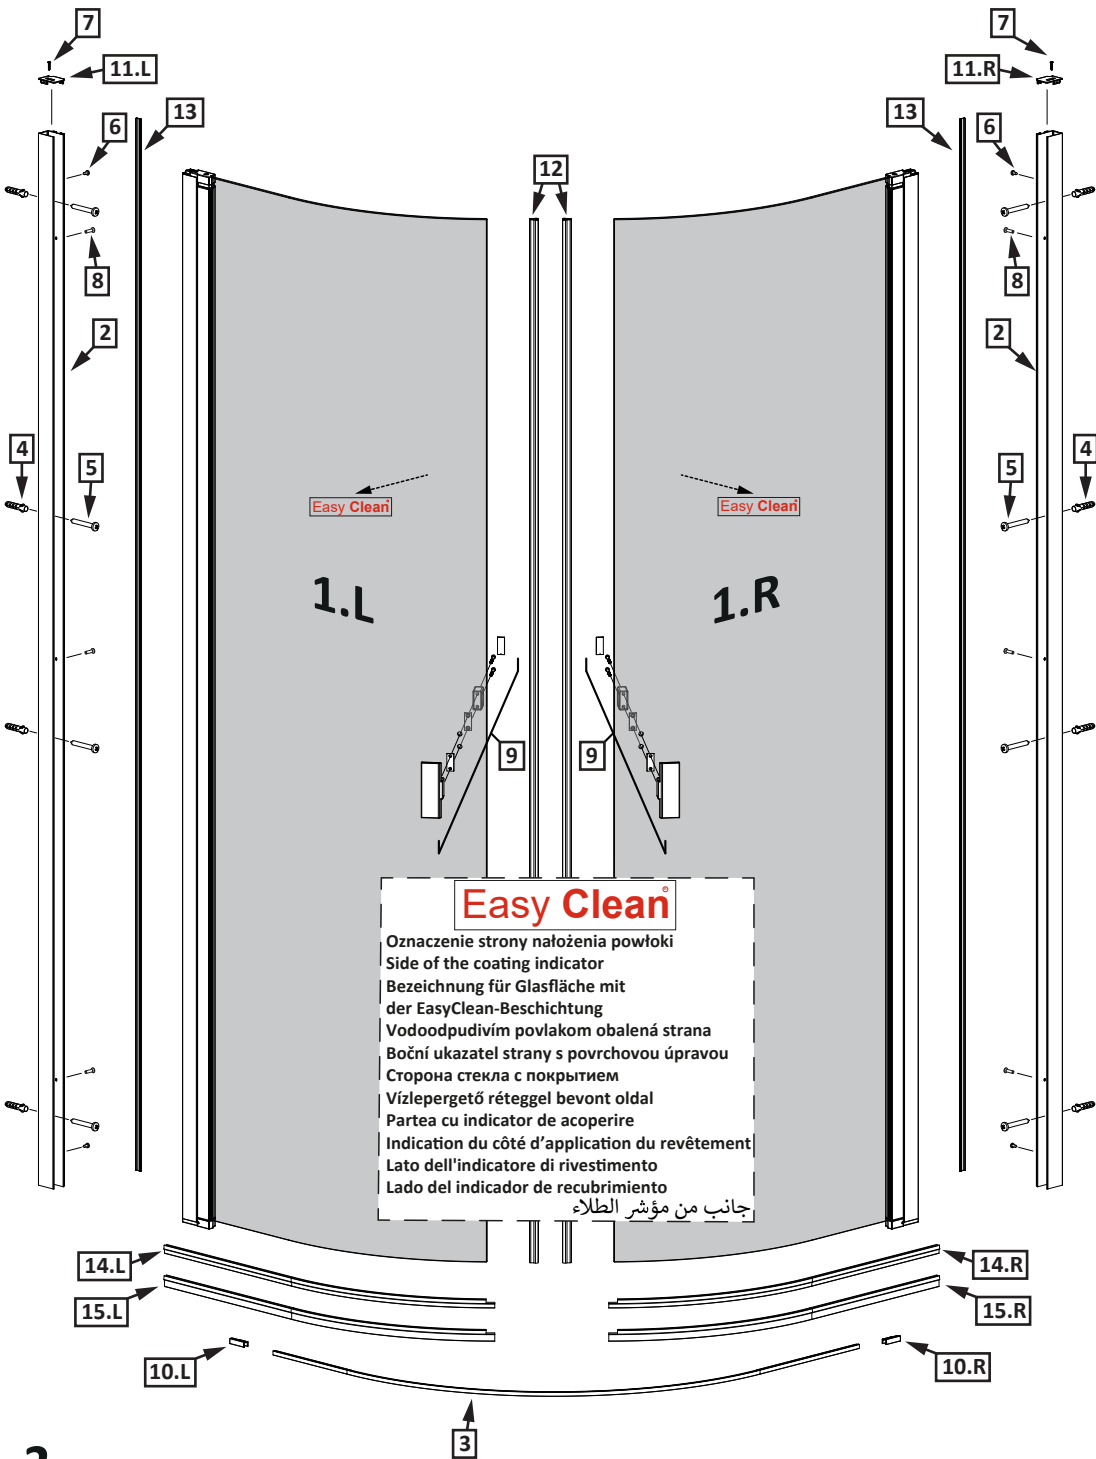 7
7
11.L
11.R
13
13
6
6
12
8
8
2
2
4
5
5
4
Easy Clean
Easy Clean
1.L
1.R
9
9
Easy Clean®
Oznaczenie strony nałożenia powłoki
Side of the coating indicator
Bezeichnung für Glasfläche mit
der EasyClean-Beschichtung
Vodoodpudivím povlakom obalená strana
Boční ukazatel strany s povrchovou úpravou
Сторона стекла с покрытием
Vízlepergető réteggel bevont oldal
Partea cu indicator de acoperire
Indication du côté d’application du revêtement
Lato dell'indicatore di rivestimento
Lado del indicador de recubrimiento
جانب من مؤشر الطلاء
14.L
14.R
15.L
15.R
10.L
10.R
3